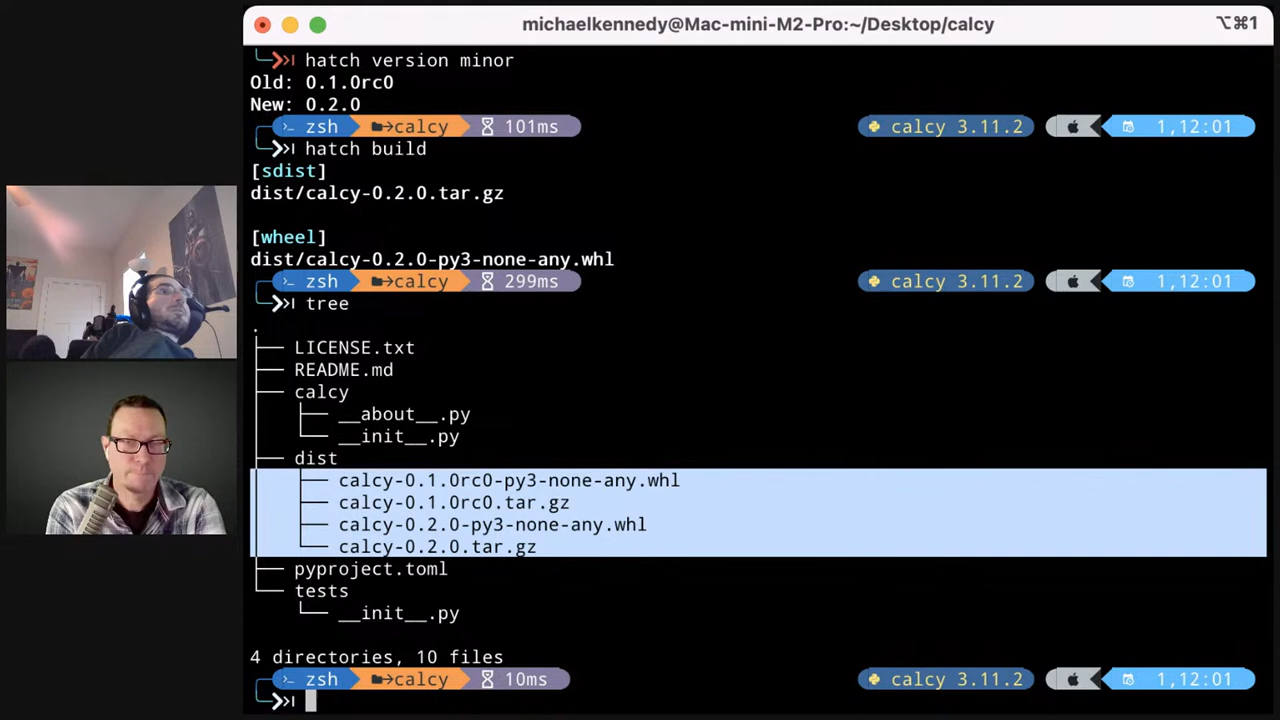 michaelkennedy@Mac-mini-M2-Pro:~/Desktop/calcy ⌥⌘1
hatch version minor
Old: 0.1.0rc0
New: 0.2.0
zsh calcy 101ms calcy 3.11.2 1,12:01
hatch build
[sdist]
dist/calcy-0.2.0.tar.gz
[wheel]
dist/calcy-0.2.0-py3-none-any.whl
zsh calcy 299ms calcy 3.11.2 1,12:01
tree
.
├── LICENSE.txt
├── README.md
├── calcy
│   ├── __about__.py
│   └── __init__.py
├── dist
│   ├── calcy-0.1.0rc0-py3-none-any.whl
│   ├── calcy-0.1.0rc0.tar.gz
│   ├── calcy-0.2.0-py3-none-any.whl
│   └── calcy-0.2.0.tar.gz
├── pyproject.toml
└── tests
    └── __init__.py
4 directories, 10 files
zsh calcy 10ms calcy 3.11.2 1,12:01